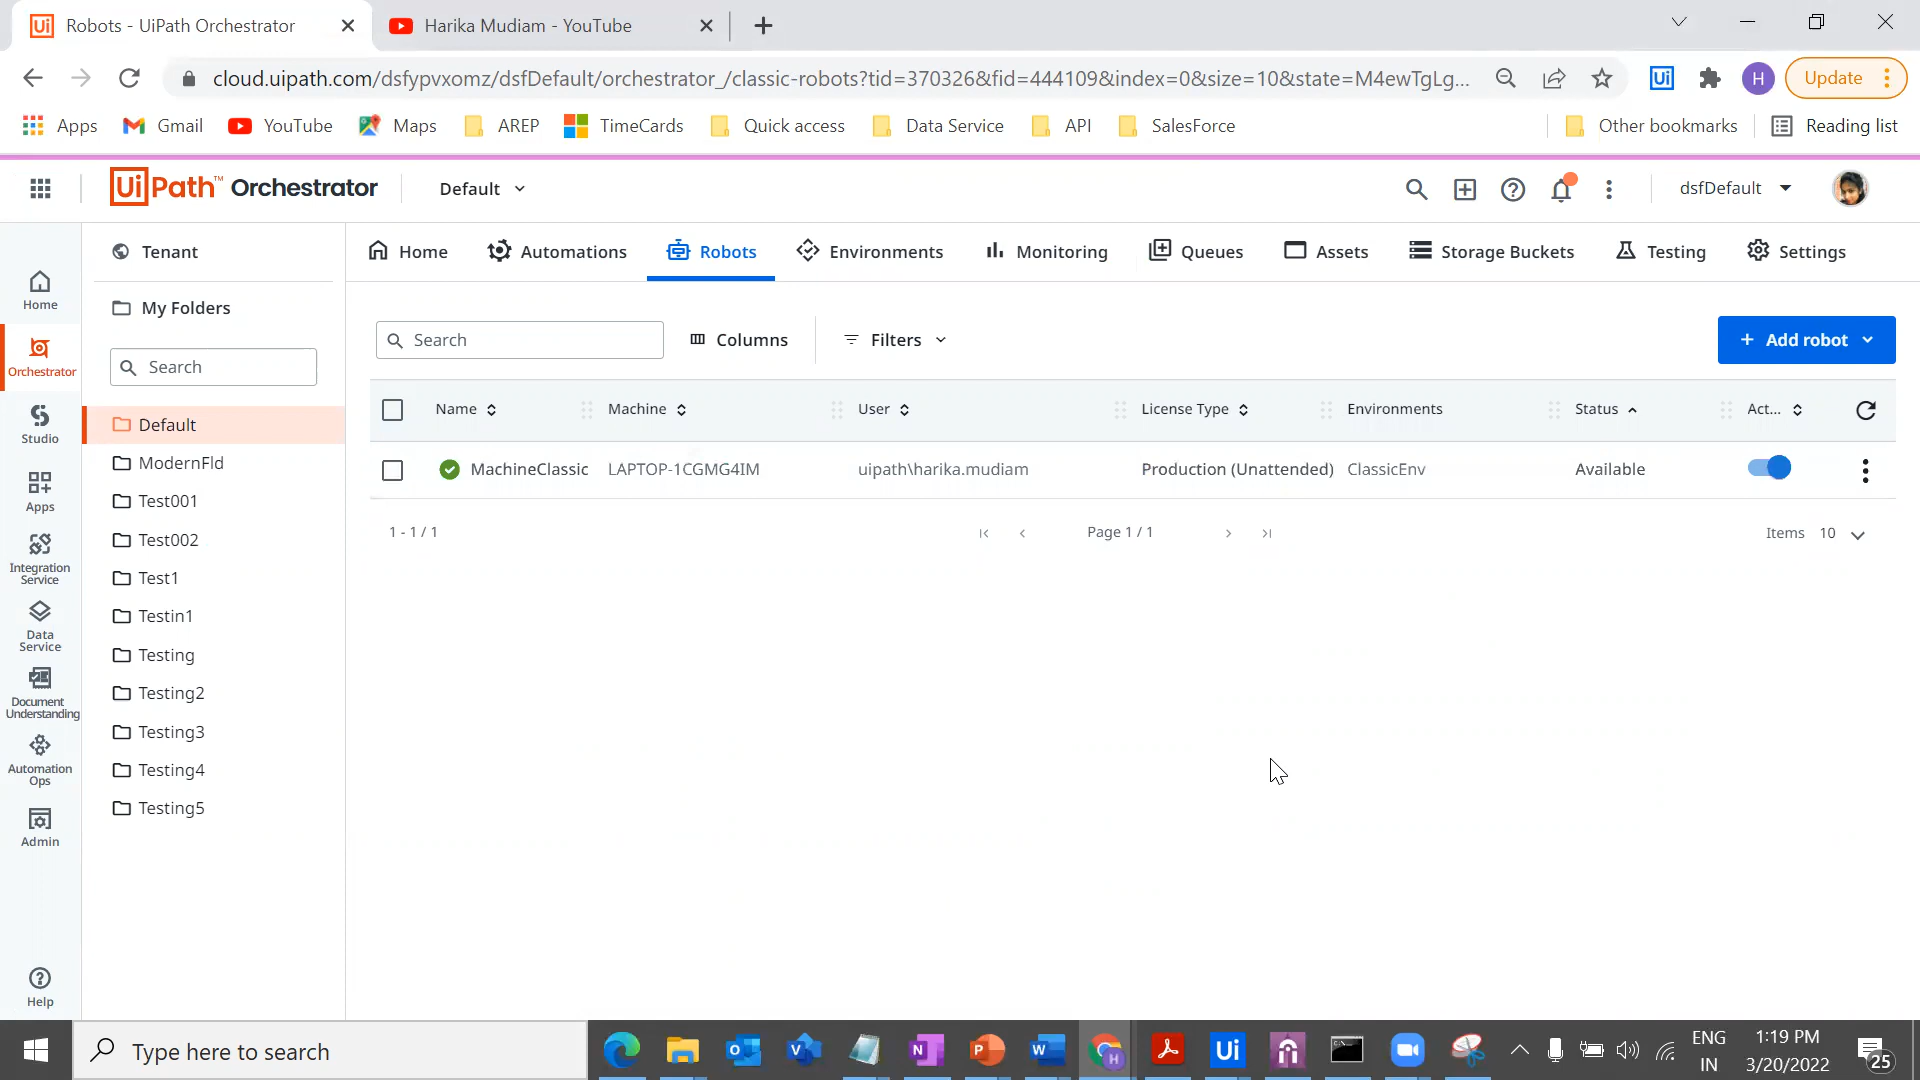 Robots - UiPath Orchestrator
Harika Mudiam - YouTube
cloud.uipath.com/dsfypvxomz/dsfDefault/orchestrator_/classic-robots?tid=370326&fid=444109&index=0&size=10&state=M4ewTgLg...
Ui
H
Update
Apps
Gmail
YouTube
Maps
AREP
TimeCards
Quick access
Data Service
API
SalesForce
Other bookmarks
Reading list
UiPath™ Orchestrator
Default
dsfDefault
Home
Orchestrator
Studio
Apps
Integration
Service
Data
Service
Document
Understanding
Automation
Ops
Admin
Help
Tenant
My Folders
Search
Default
ModernFld
Test001
Test002
Test1
Testin1
Testing
Testing2
Testing3
Testing4
Testing5
Home
Automations
Robots
Environments
Monitoring
Queues
Assets
Storage Buckets
Testing
Settings
Search
Columns
Filters
+ Add robot
Name Machine User License Type Environments Status Act...
MachineClassic LAPTOP-1CGMG4IM uipath\harika.mudiam Production (Unattended) ClassicEnv Available
1 - 1 / 1
Page 1 / 1
Items 10
Type here to search
ENG
IN
1:19 PM
3/20/2022
25